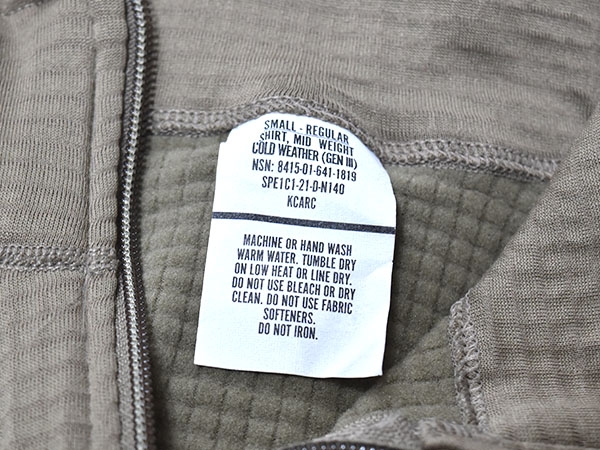 SMALL - REGULAR
SHIRT, MID WEIGHT
COLD WEATHER (GEN III)
NSN: 8415-01-641-1819
SPE1C1-21-D-N140
KCARC
MACHINE OR HAND WASH
WARM WATER. TUMBLE DRY
ON LOW HEAT OR LINE DRY.
DO NOT USE BLEACH OR DRY
CLEAN. DO NOT USE FABRIC
SOFTENERS.
DO NOT IRON.